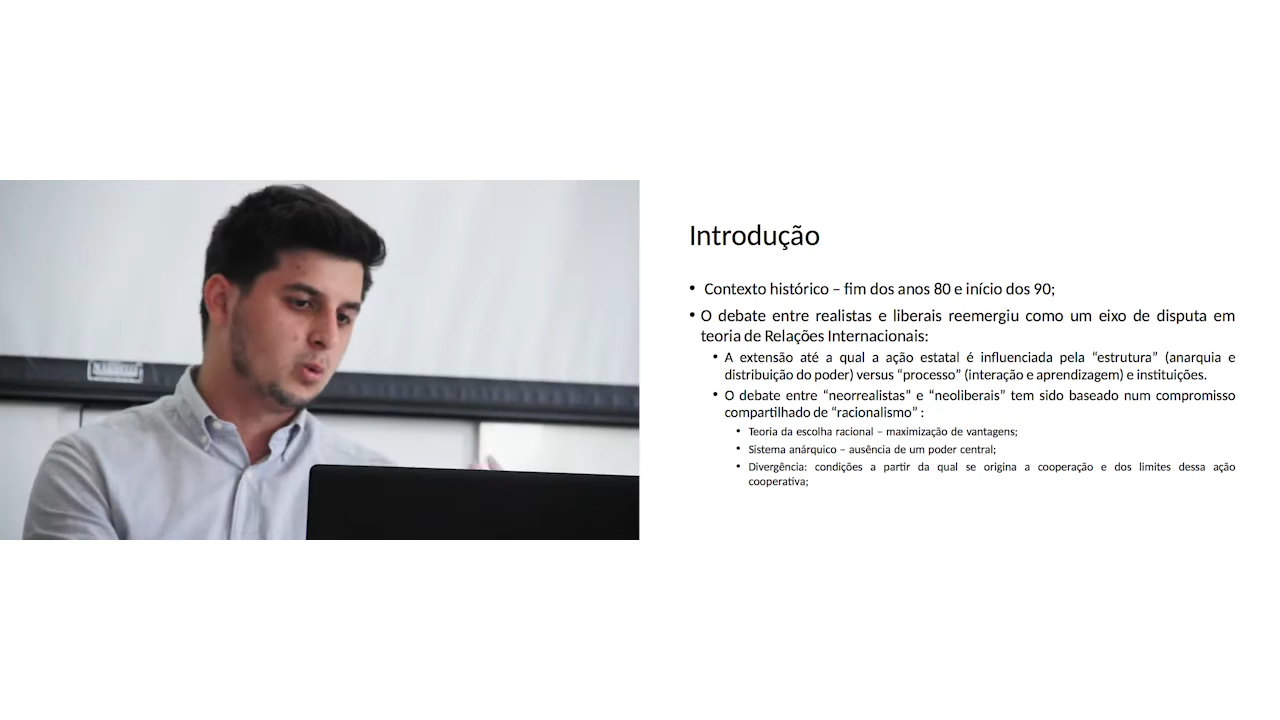 Introdução
• Contexto histórico – fim dos anos 80 e início dos 90;
• O debate entre realistas e liberais reemergiu como um eixo de disputa em
teoria de Relações Internacionais:
• A extensão até a qual a ação estatal é influenciada pela “estrutura” (anarquia e
distribuição do poder) versus “processo” (interação e aprendizagem) e instituições.
• O debate entre “neorrealistas” e “neoliberais” tem sido baseado num compromisso
compartilhado de “racionalismo” :
• Teoria da escolha racional – maximização de vantagens;
• Sistema anárquico – ausência de um poder central;
• Divergência: condições a partir da qual se origina a cooperação e dos limites dessa ação
cooperativa;